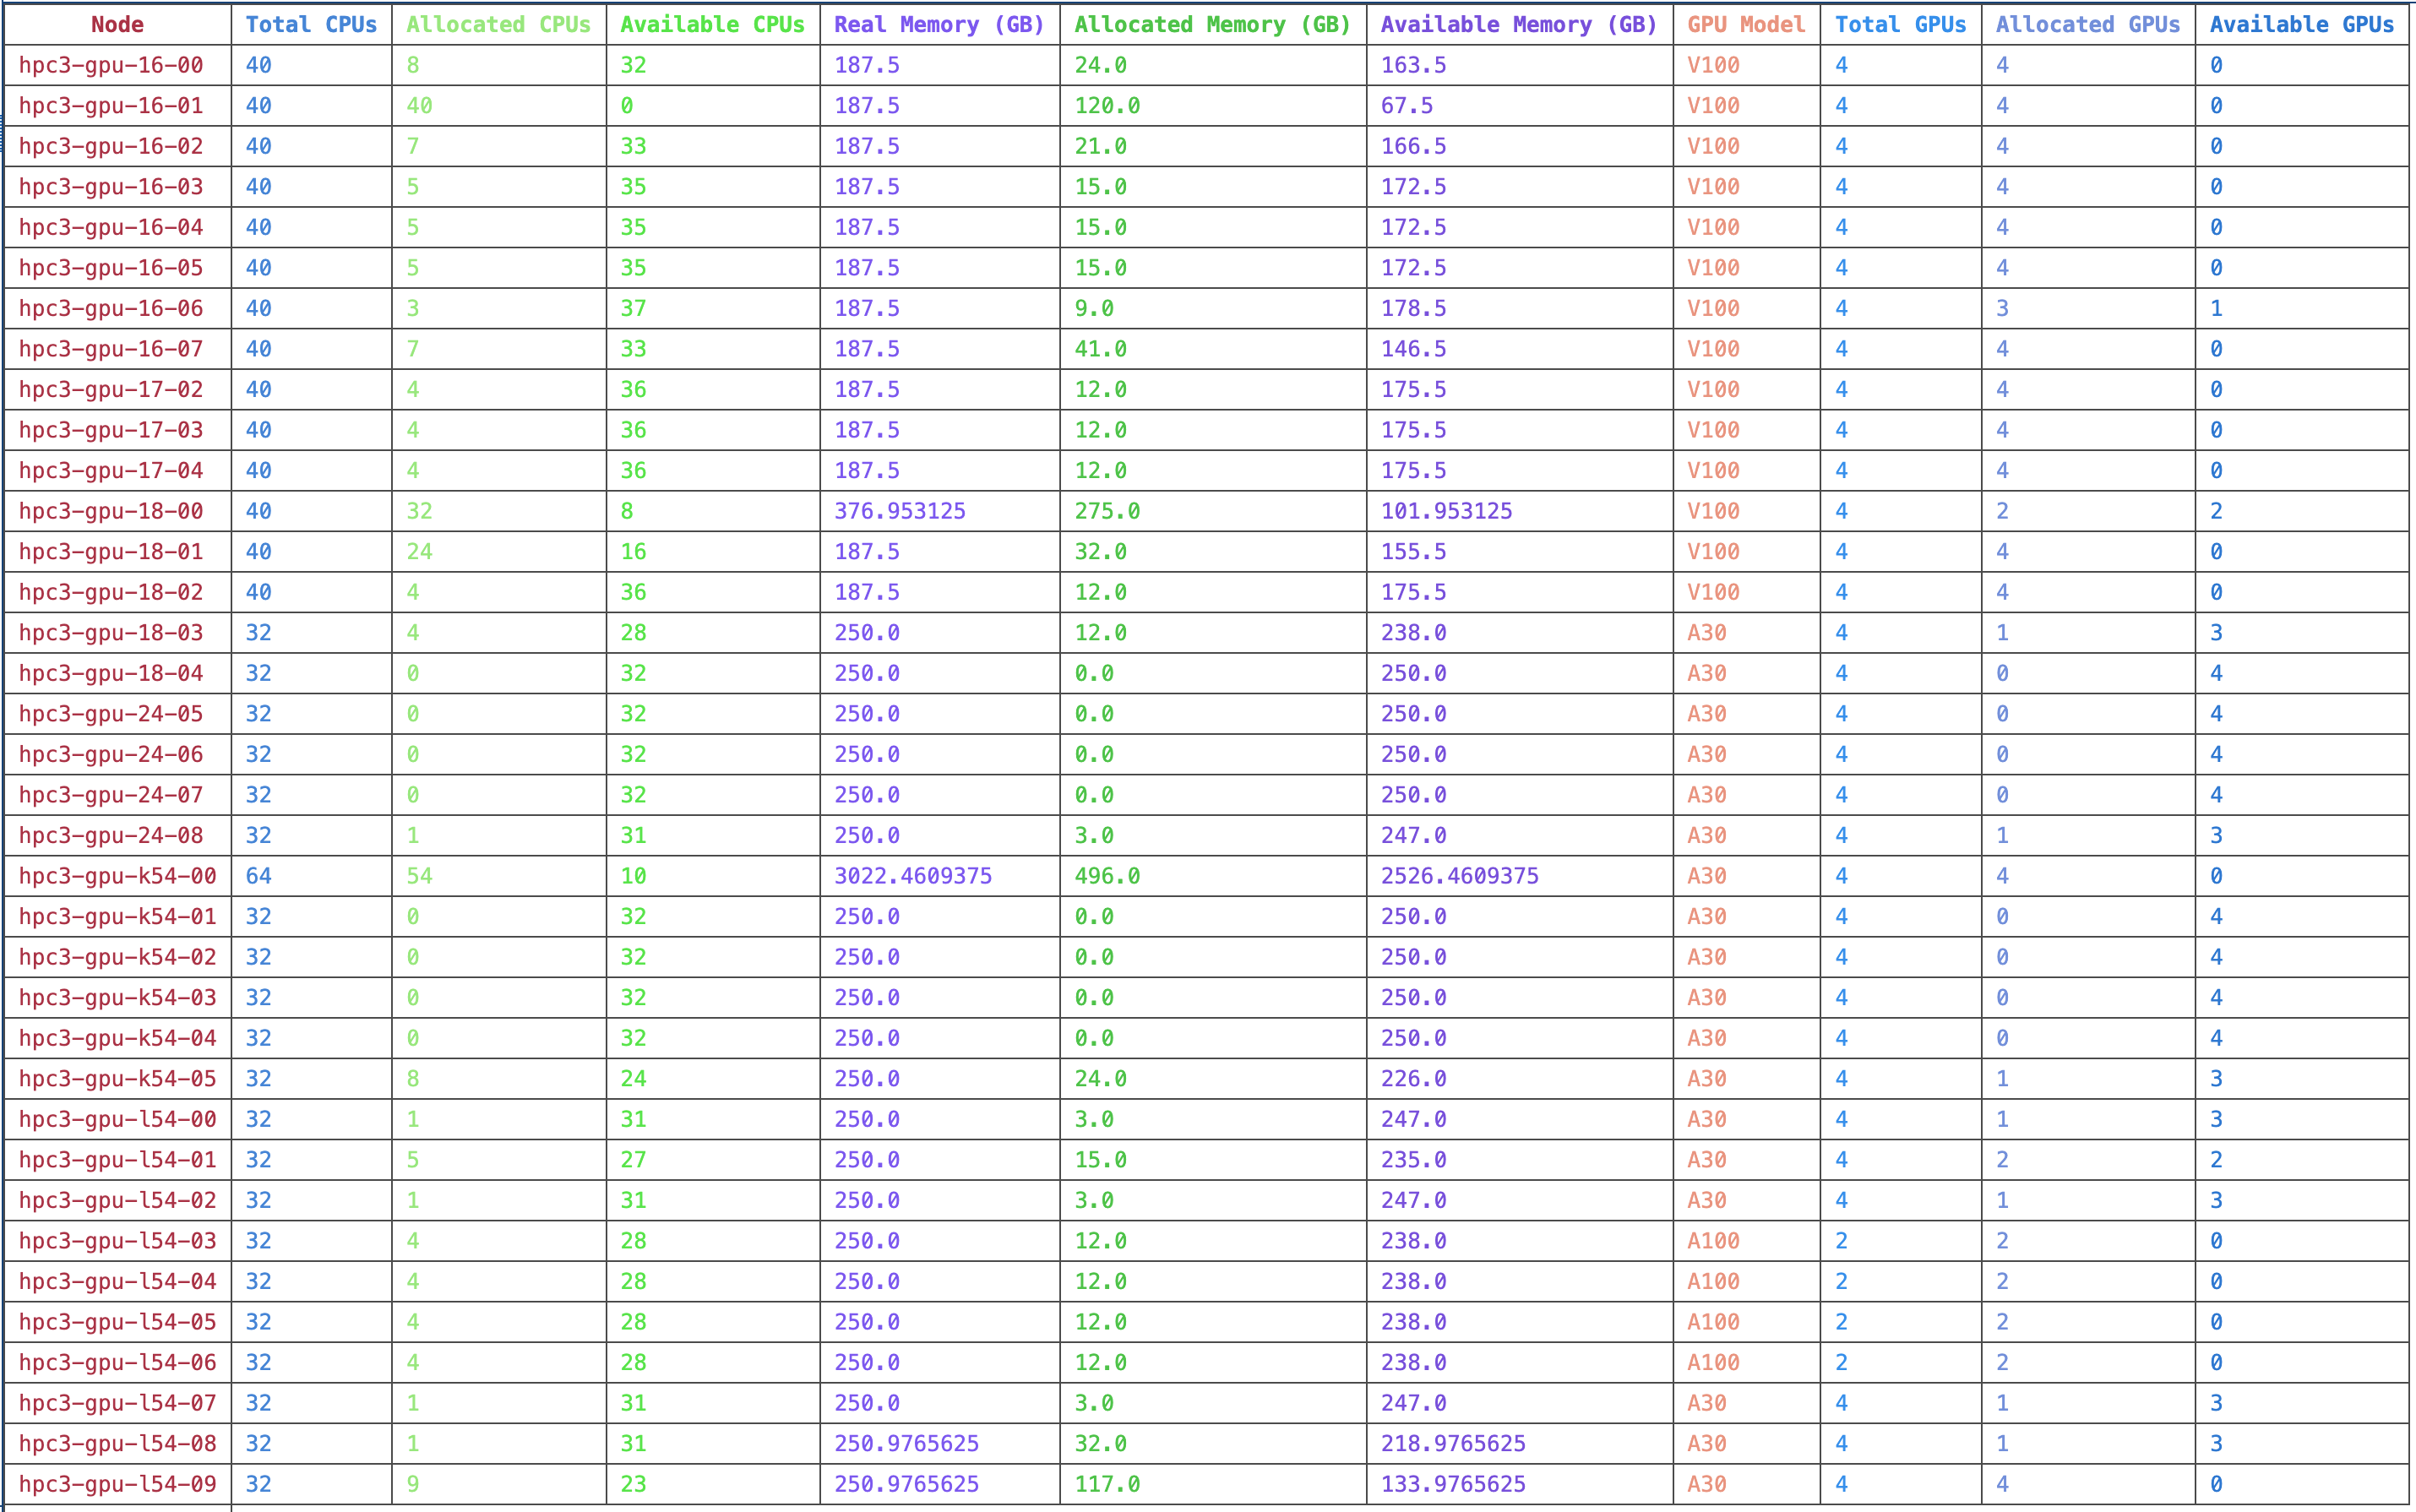 Node Total CPUs Allocated CPUs Available CPUs Real Memory (GB) Allocated Memory (GB) Available Memory (GB) GPU Model Total GPUs Allocated GPUs Available GPUs
hpc3-gpu-16-00 40 8 32 187.5 24.0 163.5 V100 4 4 0
hpc3-gpu-16-01 40 40 0 187.5 120.0 67.5 V100 4 4 0
hpc3-gpu-16-02 40 7 33 187.5 21.0 166.5 V100 4 4 0
hpc3-gpu-16-03 40 5 35 187.5 15.0 172.5 V100 4 4 0
hpc3-gpu-16-04 40 5 35 187.5 15.0 172.5 V100 4 4 0
hpc3-gpu-16-05 40 5 35 187.5 15.0 172.5 V100 4 4 0
hpc3-gpu-16-06 40 3 37 187.5 9.0 178.5 V100 4 3 1
hpc3-gpu-16-07 40 7 33 187.5 41.0 146.5 V100 4 4 0
hpc3-gpu-17-02 40 4 36 187.5 12.0 175.5 V100 4 4 0
hpc3-gpu-17-03 40 4 36 187.5 12.0 175.5 V100 4 4 0
hpc3-gpu-17-04 40 4 36 187.5 12.0 175.5 V100 4 4 0
hpc3-gpu-18-00 40 32 8 376.953125 275.0 101.953125 V100 4 2 2
hpc3-gpu-18-01 40 24 16 187.5 32.0 155.5 V100 4 4 0
hpc3-gpu-18-02 40 4 36 187.5 12.0 175.5 V100 4 4 0
hpc3-gpu-18-03 32 4 28 250.0 12.0 238.0 A30 4 1 3
hpc3-gpu-18-04 32 0 32 250.0 0.0 250.0 A30 4 0 4
hpc3-gpu-24-05 32 0 32 250.0 0.0 250.0 A30 4 0 4
hpc3-gpu-24-06 32 0 32 250.0 0.0 250.0 A30 4 0 4
hpc3-gpu-24-07 32 0 32 250.0 0.0 250.0 A30 4 0 4
hpc3-gpu-24-08 32 1 31 250.0 3.0 247.0 A30 4 1 3
hpc3-gpu-k54-00 64 54 10 3022.4609375 496.0 2526.4609375 A30 4 4 0
hpc3-gpu-k54-01 32 0 32 250.0 0.0 250.0 A30 4 0 4
hpc3-gpu-k54-02 32 0 32 250.0 0.0 250.0 A30 4 0 4
hpc3-gpu-k54-03 32 0 32 250.0 0.0 250.0 A30 4 0 4
hpc3-gpu-k54-04 32 0 32 250.0 0.0 250.0 A30 4 0 4
hpc3-gpu-k54-05 32 8 24 250.0 24.0 226.0 A30 4 1 3
hpc3-gpu-l54-00 32 1 31 250.0 3.0 247.0 A30 4 1 3
hpc3-gpu-l54-01 32 5 27 250.0 15.0 235.0 A30 4 2 2
hpc3-gpu-l54-02 32 1 31 250.0 3.0 247.0 A30 4 1 3
hpc3-gpu-l54-03 32 4 28 250.0 12.0 238.0 A100 2 2 0
hpc3-gpu-l54-04 32 4 28 250.0 12.0 238.0 A100 2 2 0
hpc3-gpu-l54-05 32 4 28 250.0 12.0 238.0 A100 2 2 0
hpc3-gpu-l54-06 32 4 28 250.0 12.0 238.0 A100 2 2 0
hpc3-gpu-l54-07 32 1 31 250.0 3.0 247.0 A30 4 1 3
hpc3-gpu-l54-08 32 1 31 250.9765625 32.0 218.9765625 A30 4 1 3
hpc3-gpu-l54-09 32 9 23 250.9765625 117.0 133.9765625 A30 4 4 0